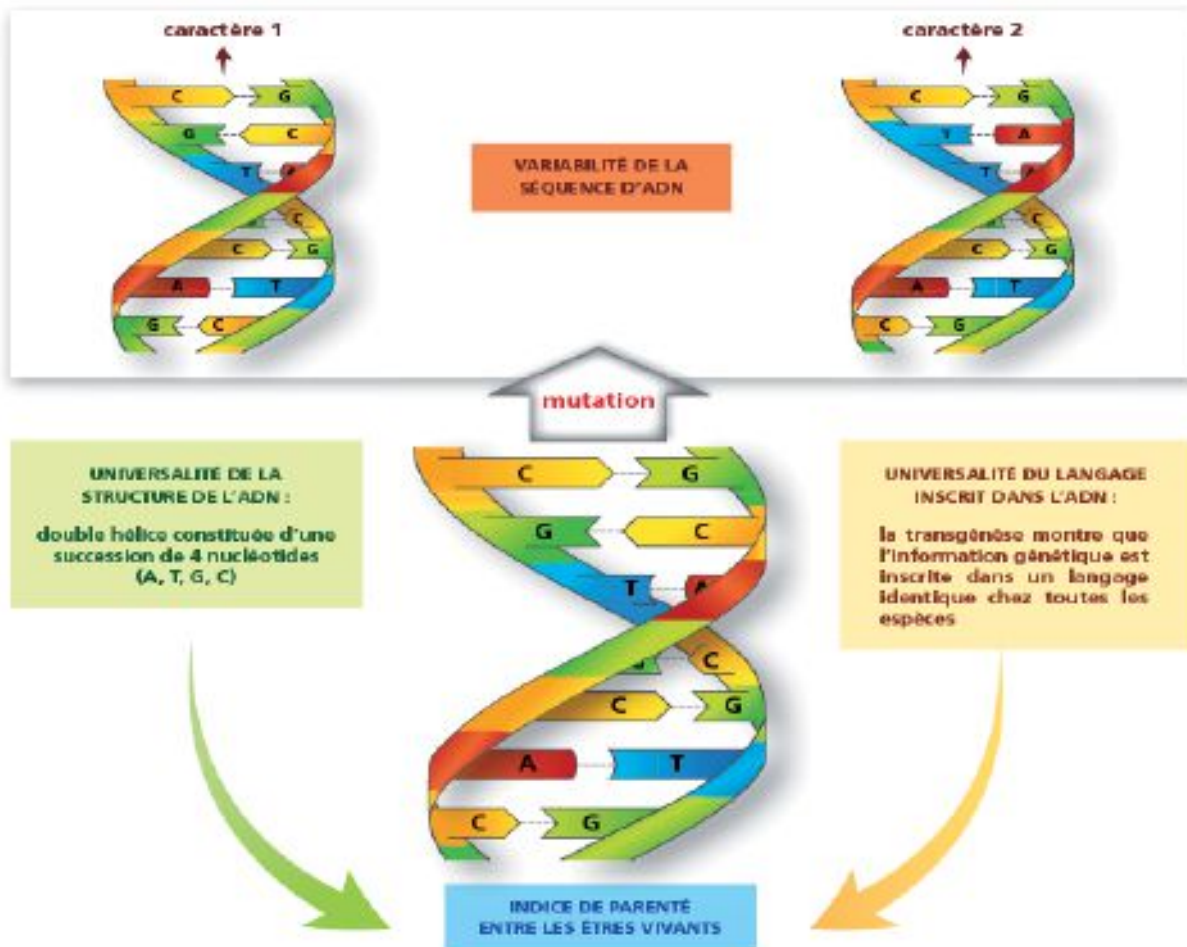 caractère 1
caractère 2
C G
G C
T A
G C
C G
A T
G C
VARIABILITÉ DE LA
SÉQUENCE D'ADN
C G
T A
T A
G C
C G
A T
C G
mutation
UNIVERSALITÉ DE LA
STRUCTURE DE L'ADN :
double hélice constituée d'une
succession de 4 nucléotides
(A, T, G, C)
C G
G C
T A
G C
C G
A T
C G
UNIVERSALITÉ DU LANGAGE
INSCRIT DANS L'ADN :
la transgénèse montre que
l'information génétique est
inscrite dans un langage
identique chez toutes les
espèces
INDICE DE PARENTÉ
ENTRE LES ÊTRES VIVANTS